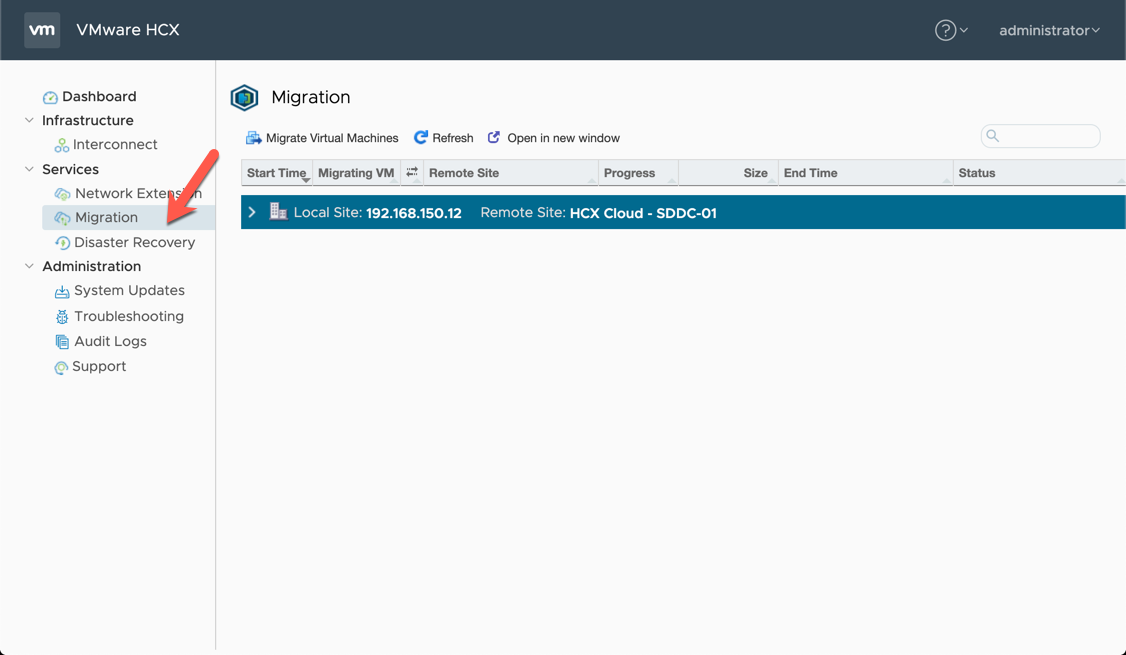 vm VMware HCX
? administrator
Dashboard
Infrastructure
Interconnect
Services
Network Extension
Migration
Disaster Recovery
Administration
System Updates
Troubleshooting
Audit Logs
Support
Migration
Migrate Virtual Machines Refresh Open in new window
Start Time Migrating VM Remote Site Progress Size End Time Status
Local Site: 192.168.150.12 Remote Site: HCX Cloud - SDDC-01